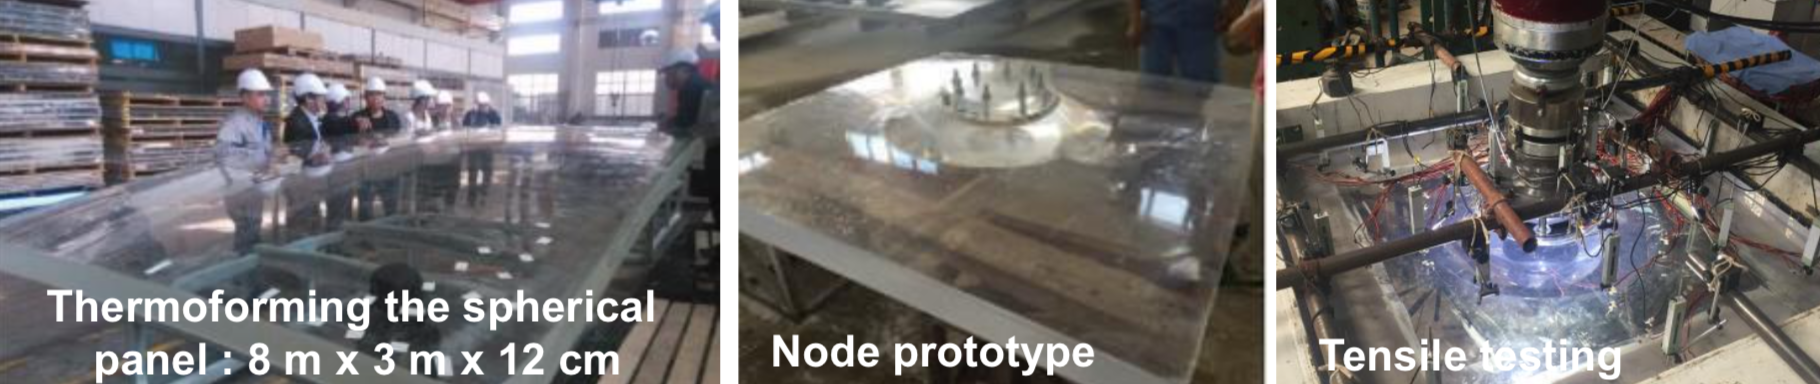 Thermoforming the spherical
panel : 8 m x 3 m x 12 cm
Node prototype
Tensile testing